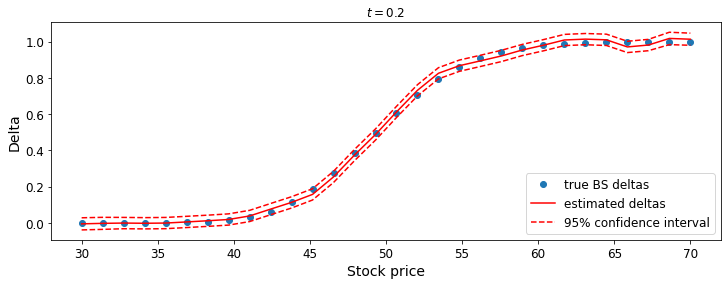 t = 0.2
Delta
1.0
0.8
0.6
0.4
0.2
0.0
true BS deltas
estimated deltas
95% confidence interval
30 35 40 45 50 55 60 65 70
Stock price